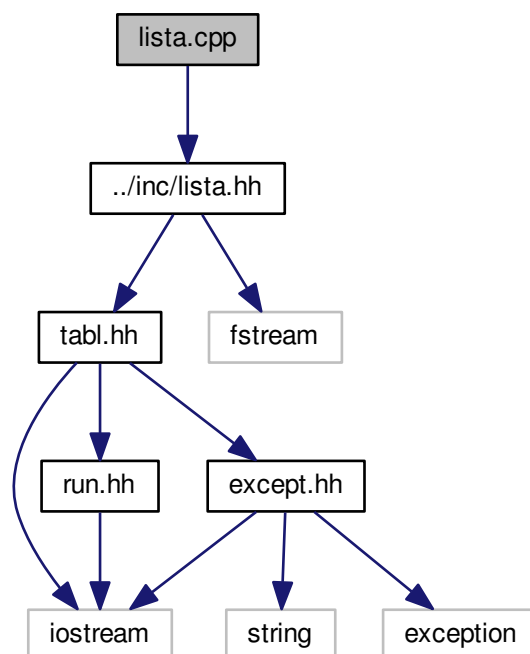 lista.cpp
../inc/lista.hh
tabl.hh
fstream
run.hh
except.hh
iostream
string
exception